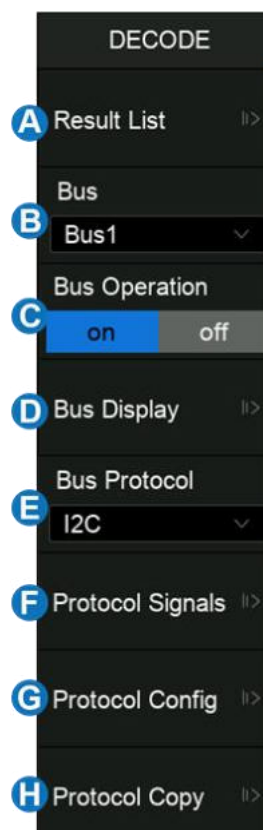 DECODE
A Result List
Bus
B Bus1
Bus Operation
C on off
D Bus Display
Bus Protocol
E I2C
F Protocol Signals
G Protocol Config
H Protocol Copy